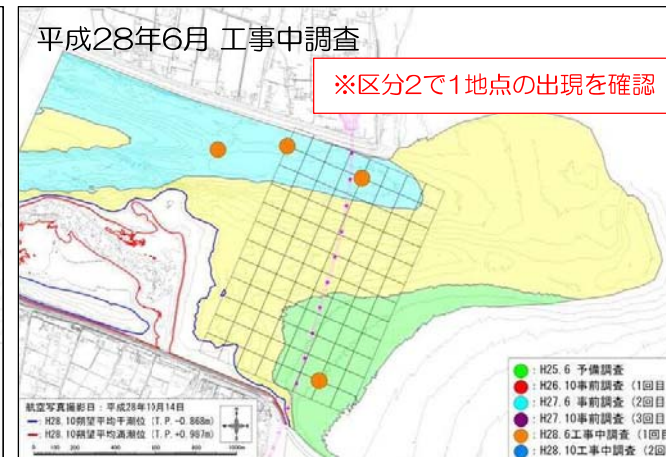 平成28年6月 工事中調査
※区分2で1地点の出現を確認
：H25.6 予備調査
：H26.10事前調査（1回目
：H27.6 事前調査（2回目
：H27.10事前調査（3回目
：H28.6工事中調査（1回目
：H28.10工事中調査（2回
航空写真撮影日：平成28年10月14日
：H28.10朔望平均干潮位（T.P.-0.868m）
：H28.10朔望平均満潮位（T.P.+0.987m）